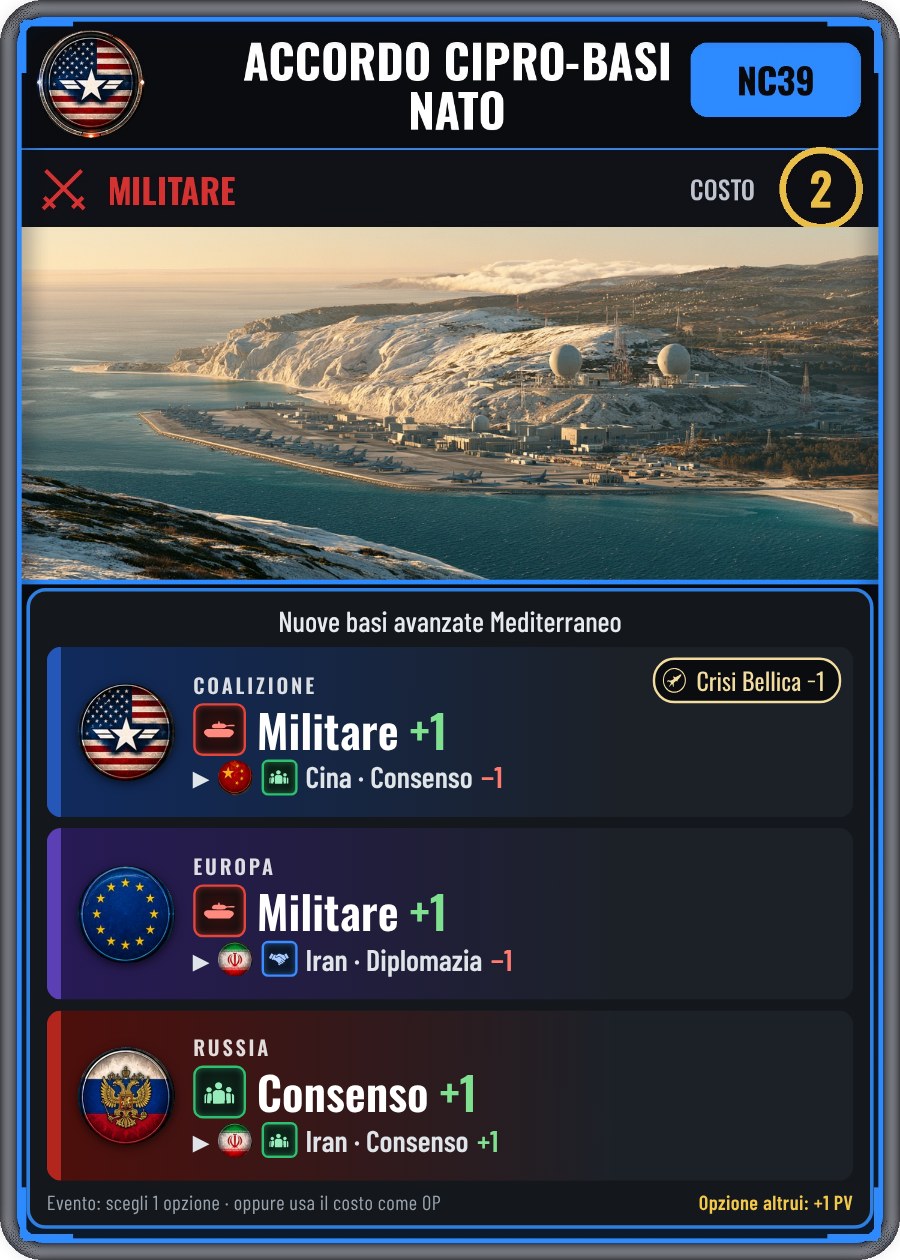 ACCORDO CIPRO-BASI
NATO
NC39
MILITARE
COSTO
2
Nuove basi avanzate Mediterraneo
COALIZIONE
Crisi Bellica −1
Militare +1
▶ Cina · Consenso −1
EUROPA
Militare +1
▶ Iran · Diplomazia −1
RUSSIA
Consenso +1
▶ Iran · Consenso +1
Evento: scegli 1 opzione · oppure usa il costo come OP
Opzione altrui: +1 PV